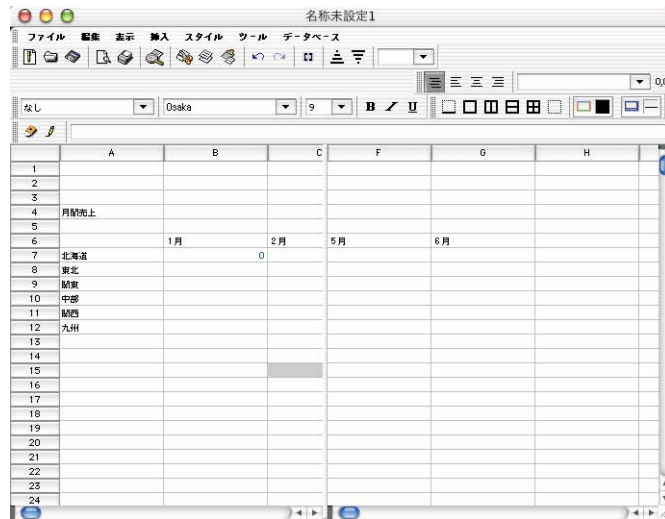 名称未設定1
ファイル 編集 表示 挿入 スタイル ツール データベース
0,0
なし Osaka 9 B I U
A B C F G H
1
2
3
4 月間売上
5
6 1月 2月 5月 6月
7 北海道 0
8 東北
9 関東
10 中部
11 関西
12 九州
13
14
15
16
17
18
19
20
21
22
23
24